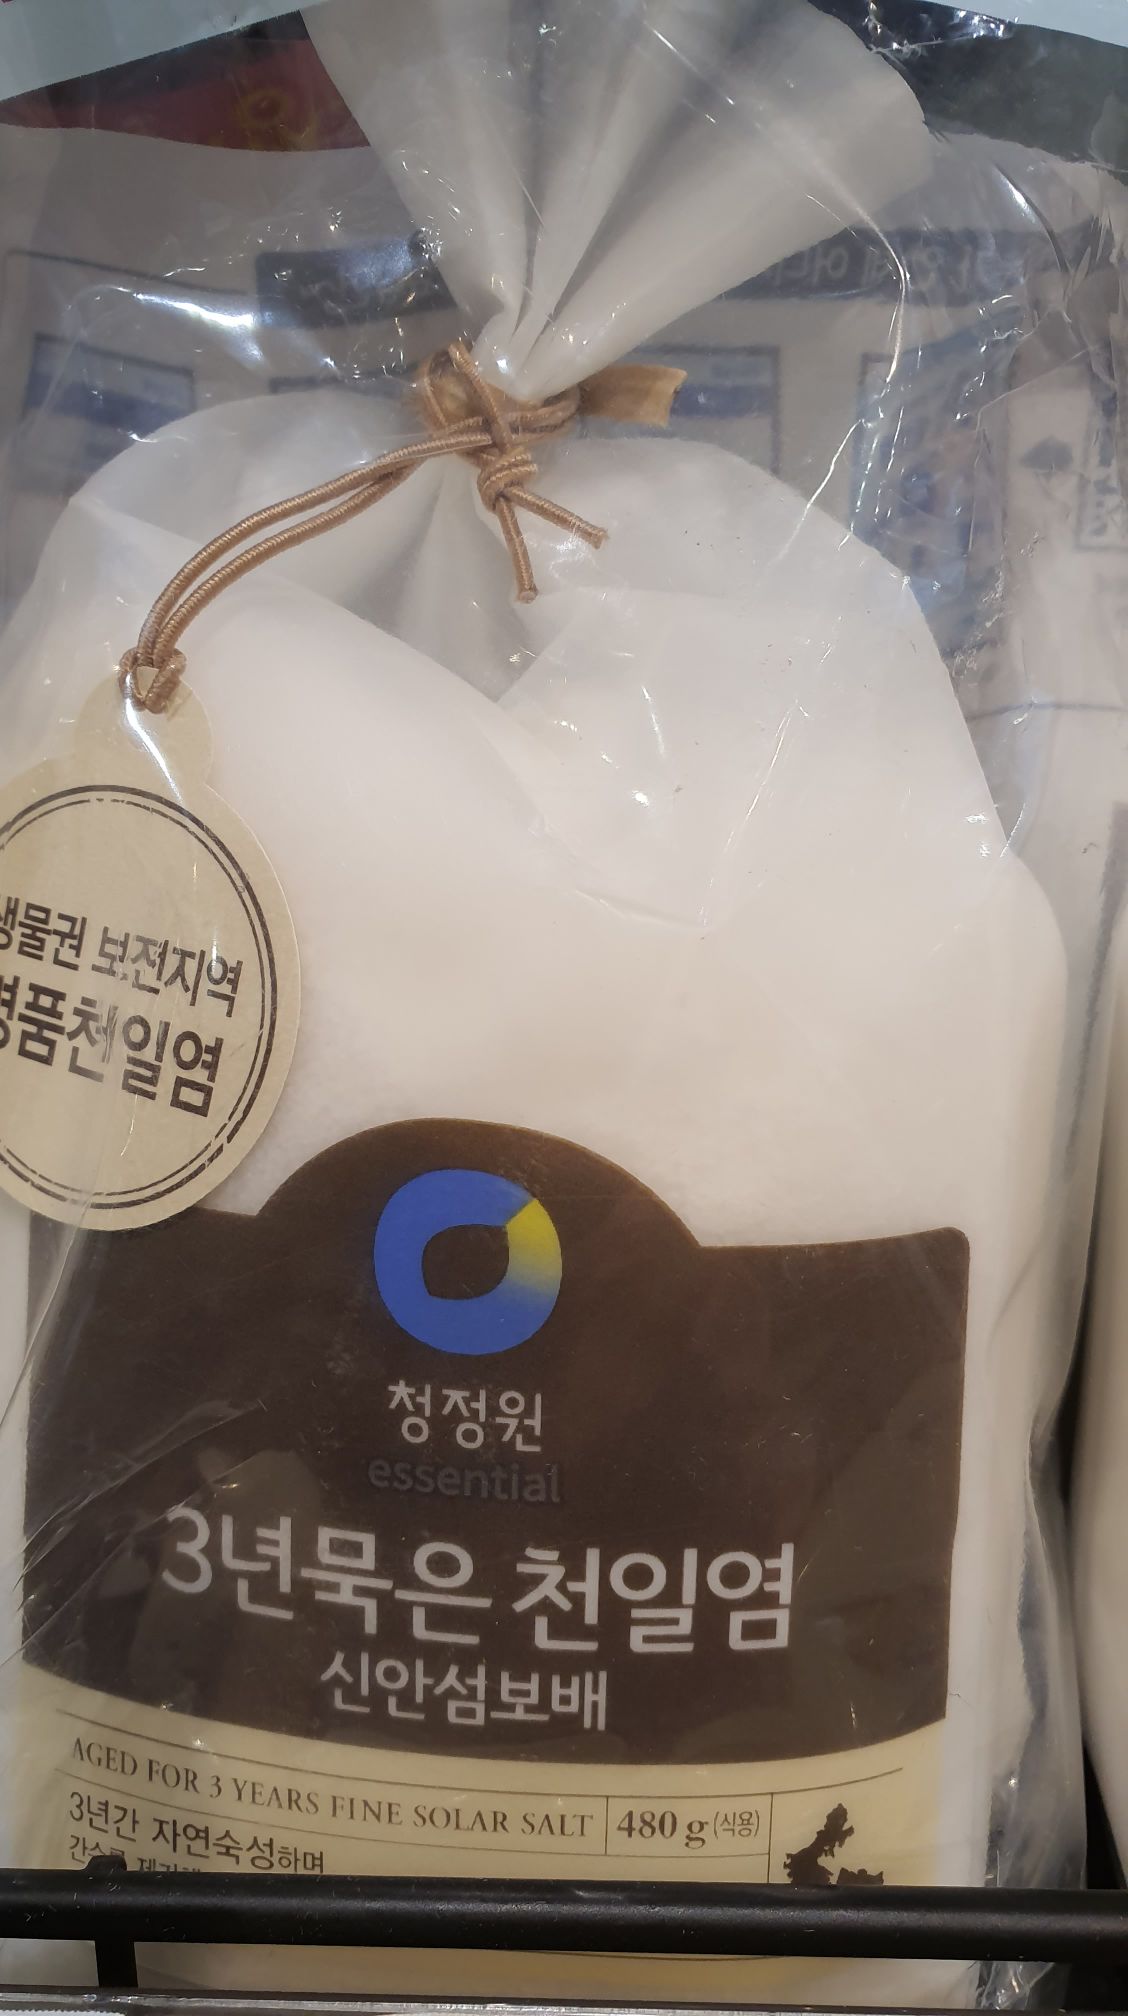 생물권 보전지역
명품천일염
청정원
essential
3년묵은 천일염
신안섬보배
AGED FOR 3 YEARS FINE SOLAR SALT
480 g (식용)
3년간 자연숙성하며